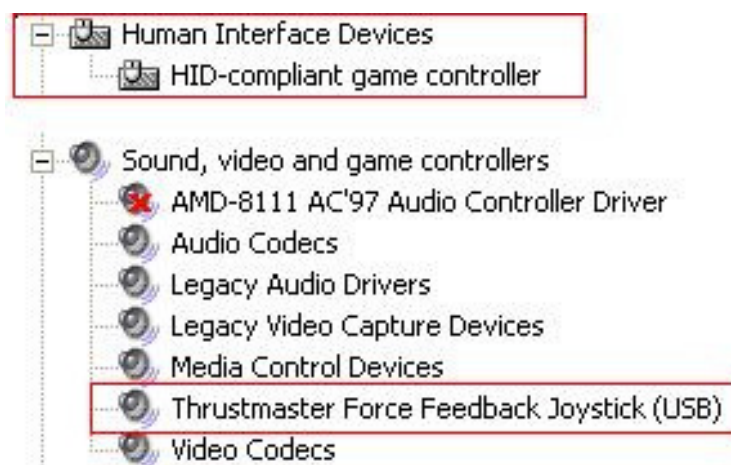 Human Interface Devices
HID-compliant game controller
Sound, video and game controllers
AMD-8111 AC'97 Audio Controller Driver
Audio Codecs
Legacy Audio Drivers
Legacy Video Capture Devices
Media Control Devices
Thrustmaster Force Feedback Joystick (USB)
Video Codecs